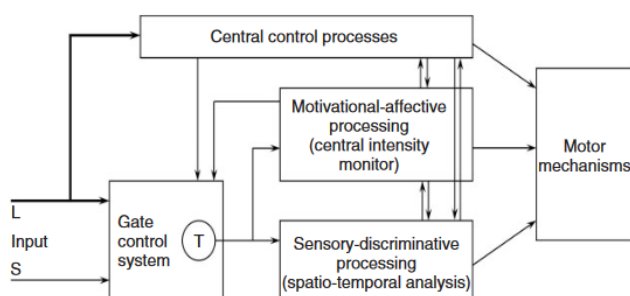 Central control processes
Motivational-affective
processing
(central intensity
monitor)
Motor
mechanisms
L
Input
S
Gate
control
system
T
Sensory-discriminative
processing
(spatio-temporal analysis)